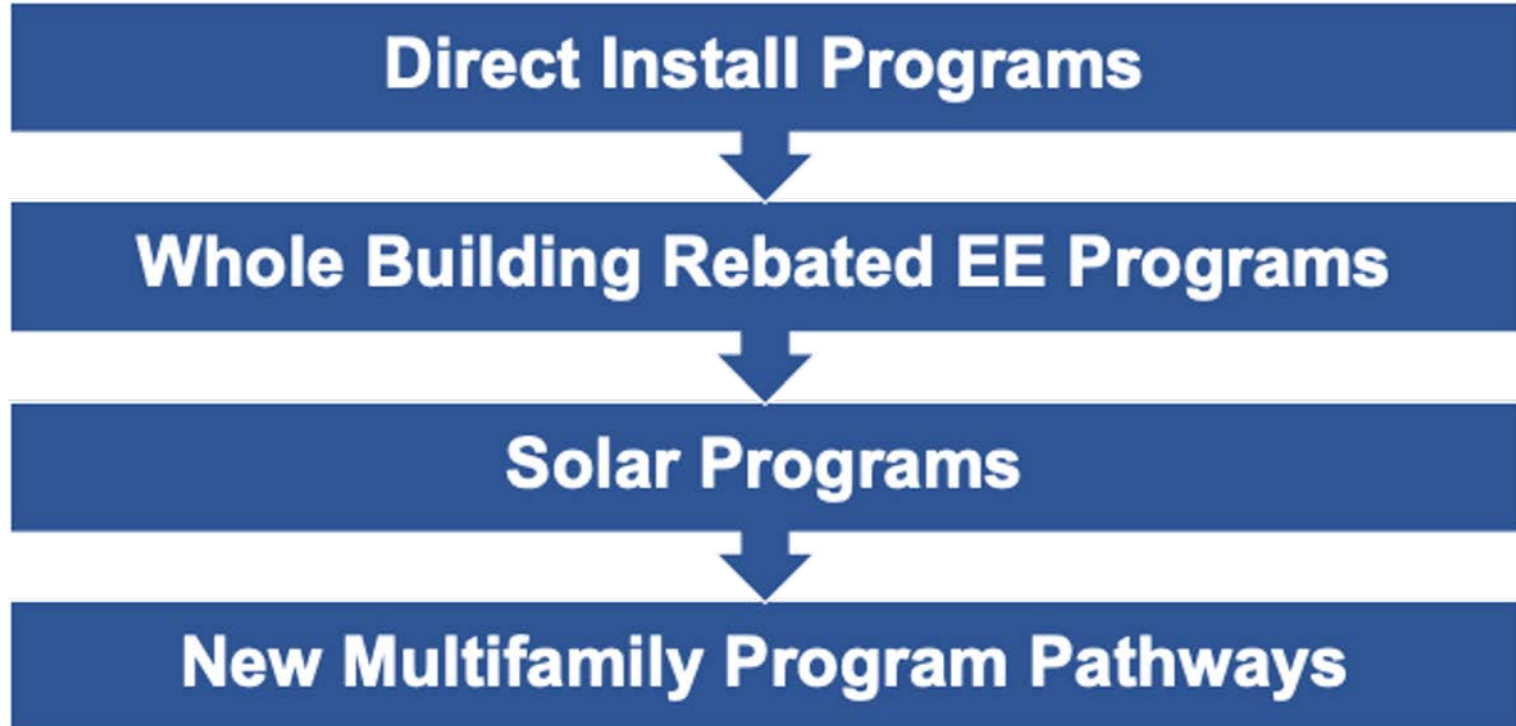 Direct Install Programs
Whole Building Rebated EE Programs
Solar Programs
New Multifamily Program Pathways